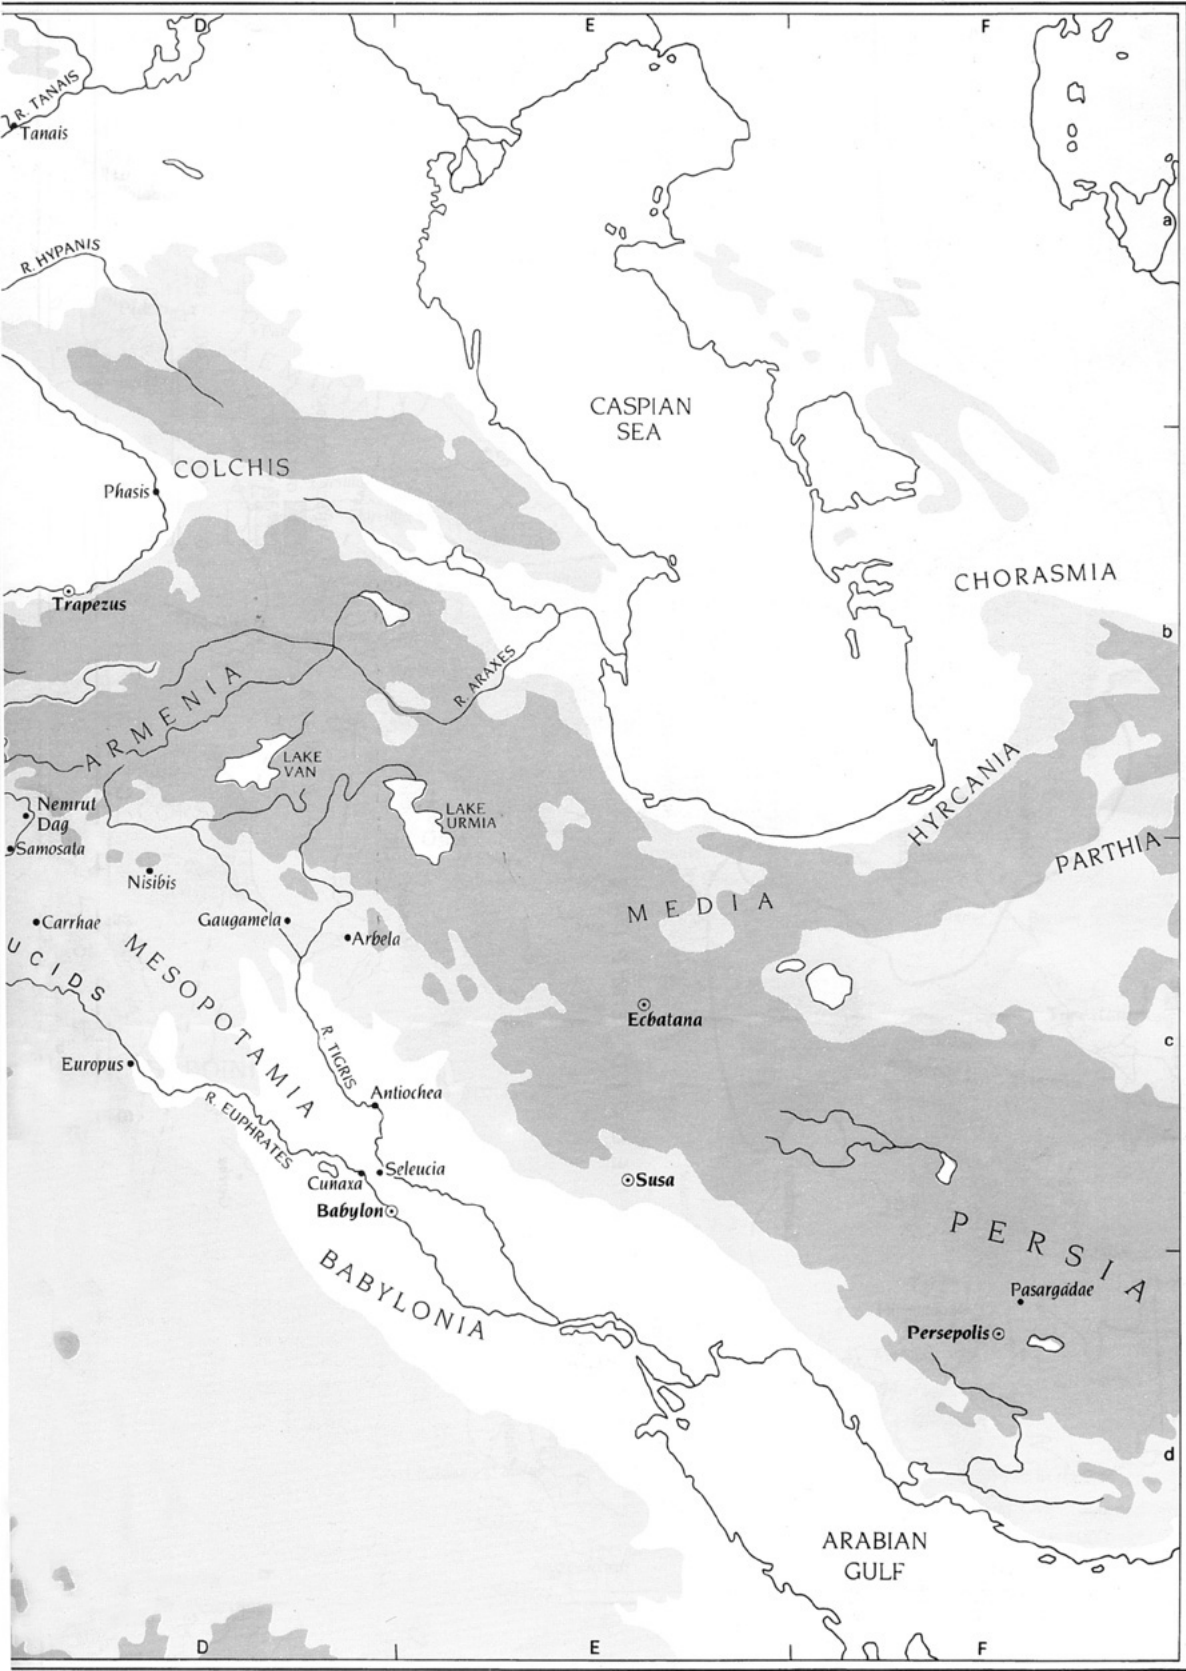 D
E
F
R. TANAIS
Tanais
a
R. HYPANIS
CASPIAN
SEA
COLCHIS
Phasis
CHORASMIA
Trapezus
b
R. ARAXES
ARMENIA
LAKE
VAN
HYRCANIA
Nemrut
Dag
LAKE
URMIA
Samosata
PARTHIA
Nisibis
MEDIA
Carrhae
Gaugamela
Arbela
UCIDS
MESOPOTAMIA
Ecbatana
c
R. TIGRIS
Europus
Antiochea
R. EUPHRATES
Seleucia
Cunaxa
Susa
Babylon
PERSIA
BABYLONIA
Pasargadae
Persepolis
d
ARABIAN
GULF
D
E
F